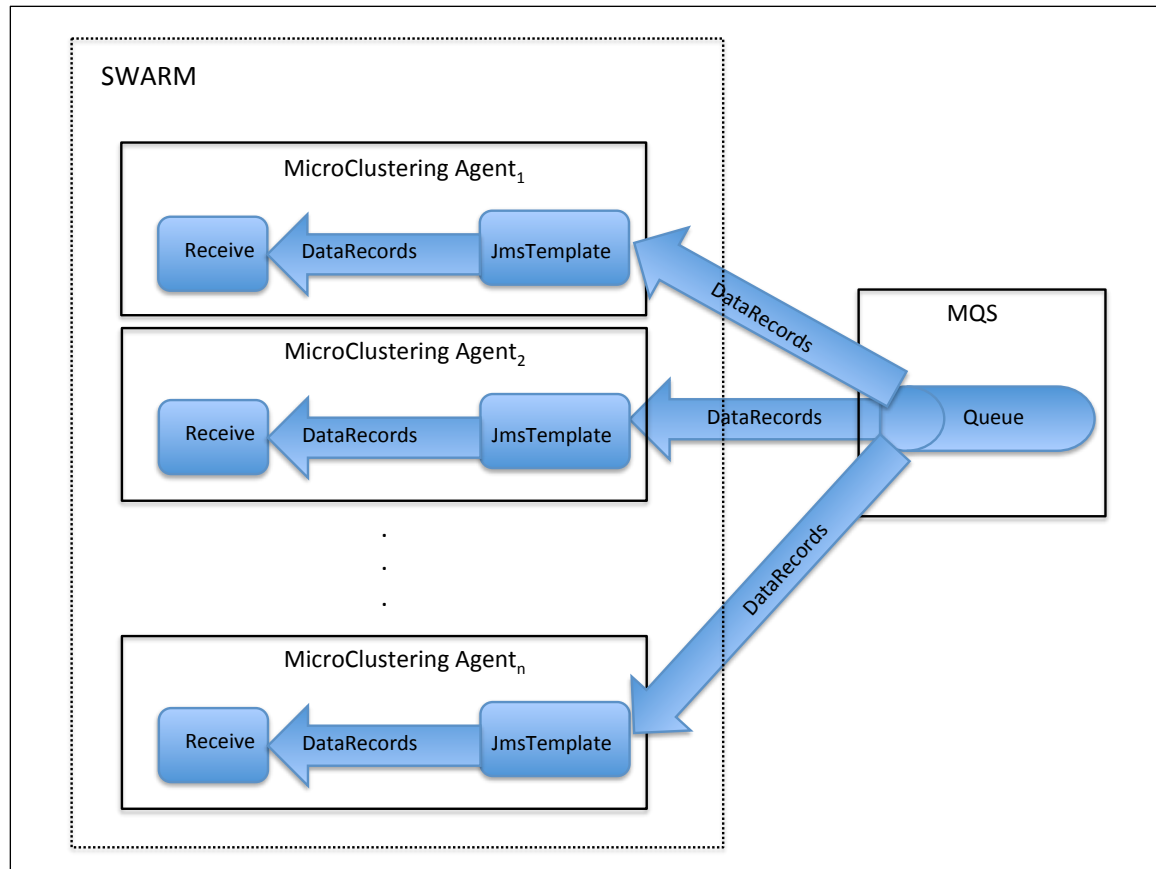 SWARM
MicroClustering Agent1
Receive
DataRecords
JmsTemplate
DataRecords
MQS
MicroClustering Agent2
Receive
DataRecords
JmsTemplate
DataRecords
Queue
.
.
.
DataRecords
MicroClustering Agentn
Receive
DataRecords
JmsTemplate